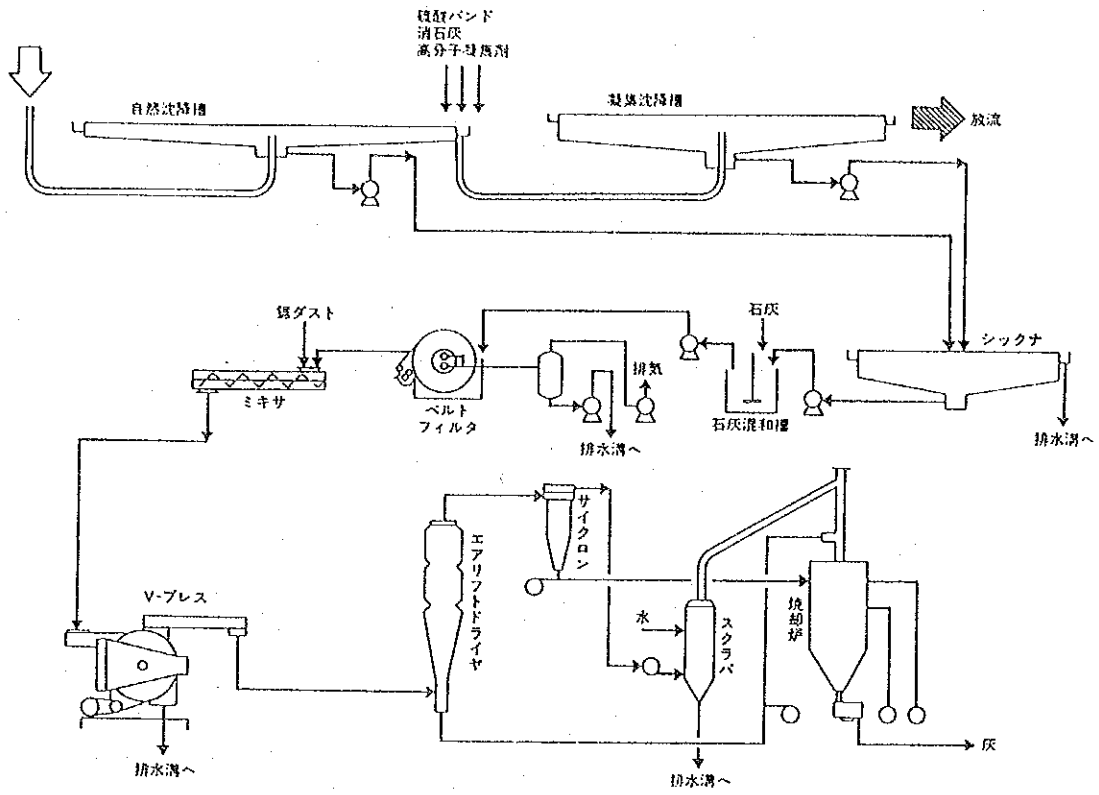 硫酸バンド
消石灰
高分子凝集剤
自然沈降槽
凝集沈降槽
放流
鋸ダスト
石灰
シックナ
排気
ミキサ
ベルト
フィルタ
石灰混和槽
排水溝へ
排水溝へ
サイクロン
エアリフトドライヤ
V-プレス
水
スクラバ
焼却炉
灰
排水溝へ
排水溝へ